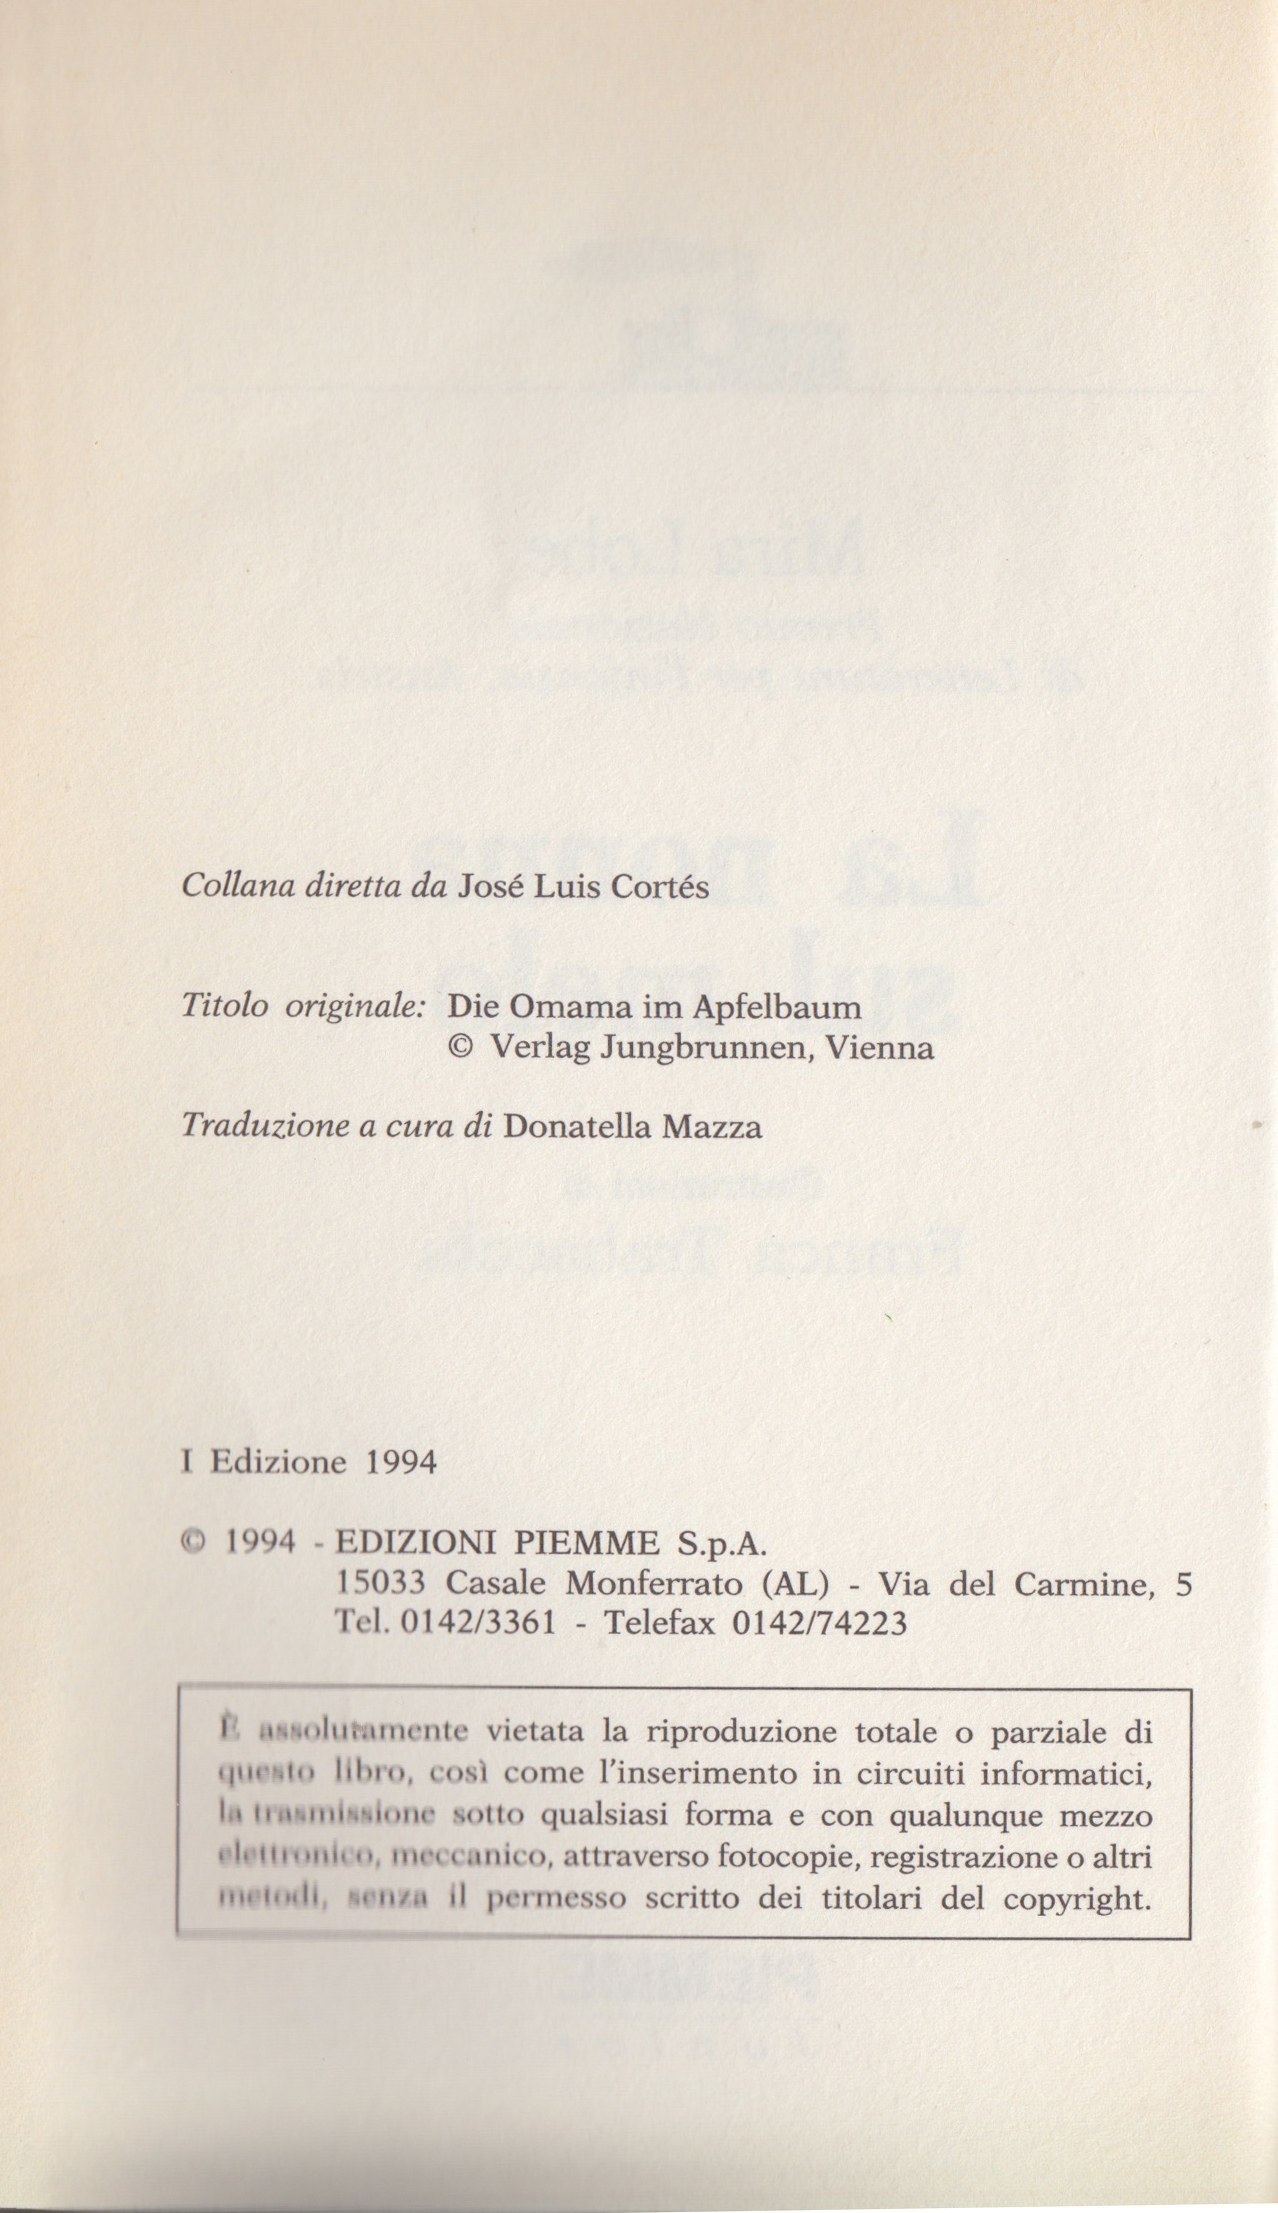 Collana diretta da José Luis Cortés
Titolo originale: Die Omama im Apfelbaum
© Verlag Jungbrunnen, Vienna
Traduzione a cura di Donatella Mazza
I Edizione 1994
© 1994 - EDIZIONI PIEMME S.p.A.
15033 Casale Monferrato (AL) - Via del Carmine, 5
Tel. 0142/3361 - Telefax 0142/74223
È assolutamente vietata la riproduzione totale o parziale di
questo libro, così come l'inserimento in circuiti informatici,
la trasmissione sotto qualsiasi forma e con qualunque mezzo
elettronico, meccanico, attraverso fotocopie, registrazione o altri
metodi, senza il permesso scritto dei titolari del copyright.